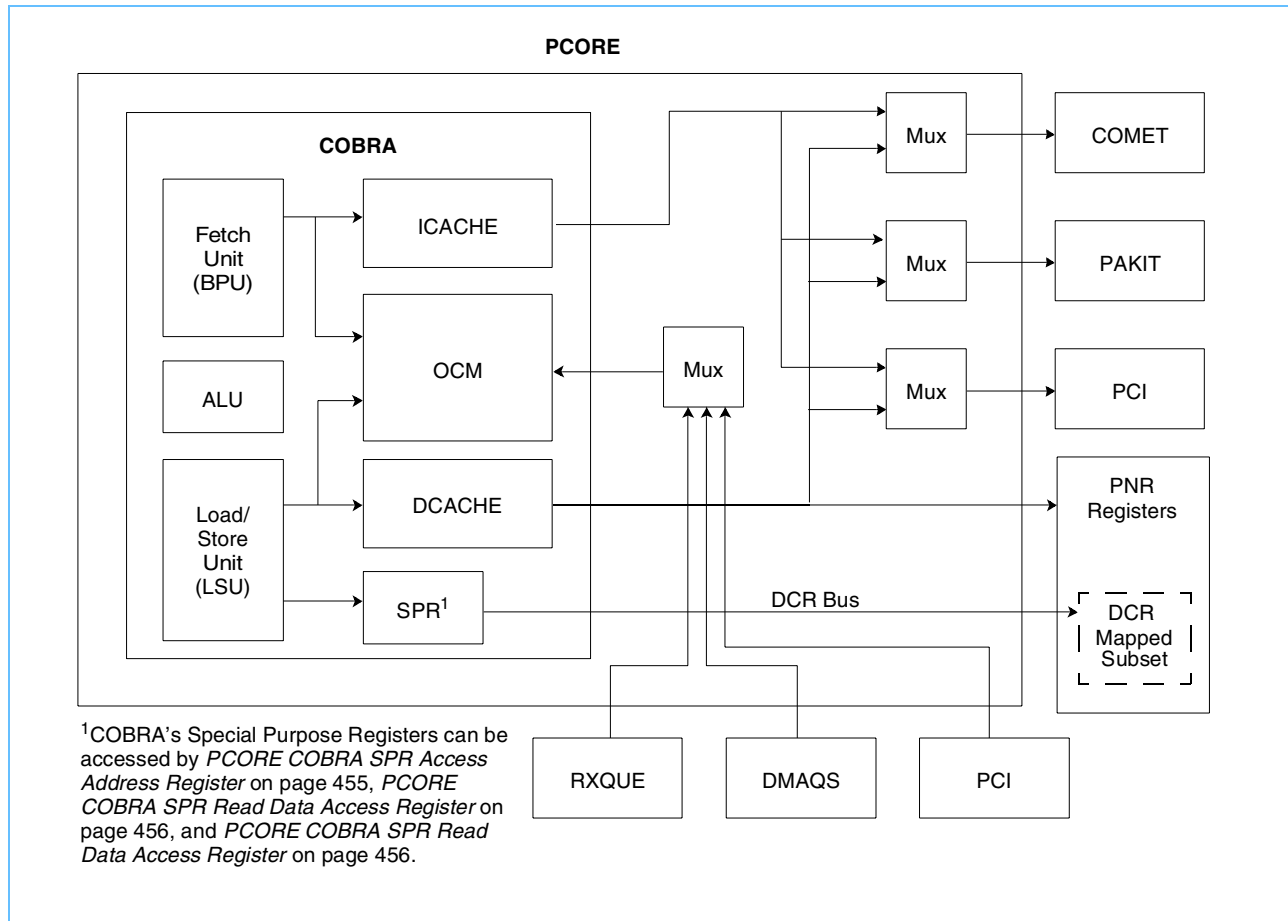 PCORE
COBRA
Fetch
Unit
(BPU)
ICACHE
OCM
ALU
Load/
Store
Unit
(LSU)
DCACHE
SPR1
Mux
Mux
Mux
Mux
COMET
PAKIT
PCI
PNR
Registers
DCR Bus
DCR
Mapped
Subset
RXQUE
DMAQS
PCI
1COBRA's Special Purpose Registers can be
accessed by PCORE COBRA SPR Access
Address Register on page 455, PCORE
COBRA SPR Read Data Access Register on
page 456, and PCORE COBRA SPR Read
Data Access Register on page 456.